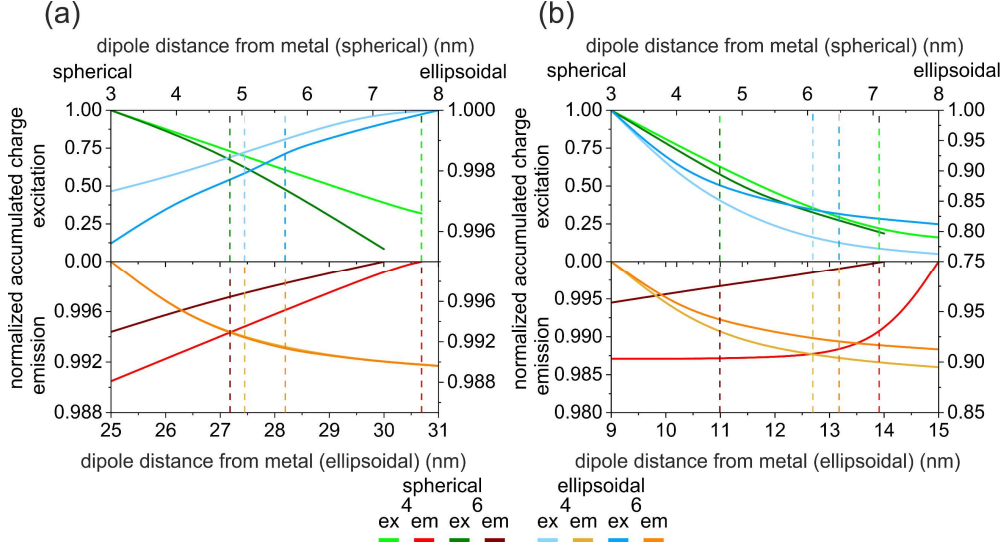 (a)
dipole distance from metal (spherical) (nm)
spherical
ellipsoidal
3 4 5 6 7 8
1.00 0.75 0.50 0.25 0.00
1.000 0.998 0.996
normalized accumulated charge
excitation
emission
0.996 0.992 0.988
0.996 0.992 0.988
25 26 27 28 29 30 31
dipole distance from metal (ellipsoidal) (nm)
(b)
dipole distance from metal (spherical) (nm)
spherical
ellipsoidal
3 4 5 6 7 8
1.00 0.75 0.50 0.25 0.00
1.00 0.95 0.90 0.85 0.80 0.75
normalized accumulated charge
excitation
emission
0.995 0.990 0.985 0.980
0.95 0.90 0.85
9 10 11 12 13 14 15
dipole distance from metal (ellipsoidal) (nm)
spherical ellipsoidal
4 6 4 6
ex em ex em ex em ex em